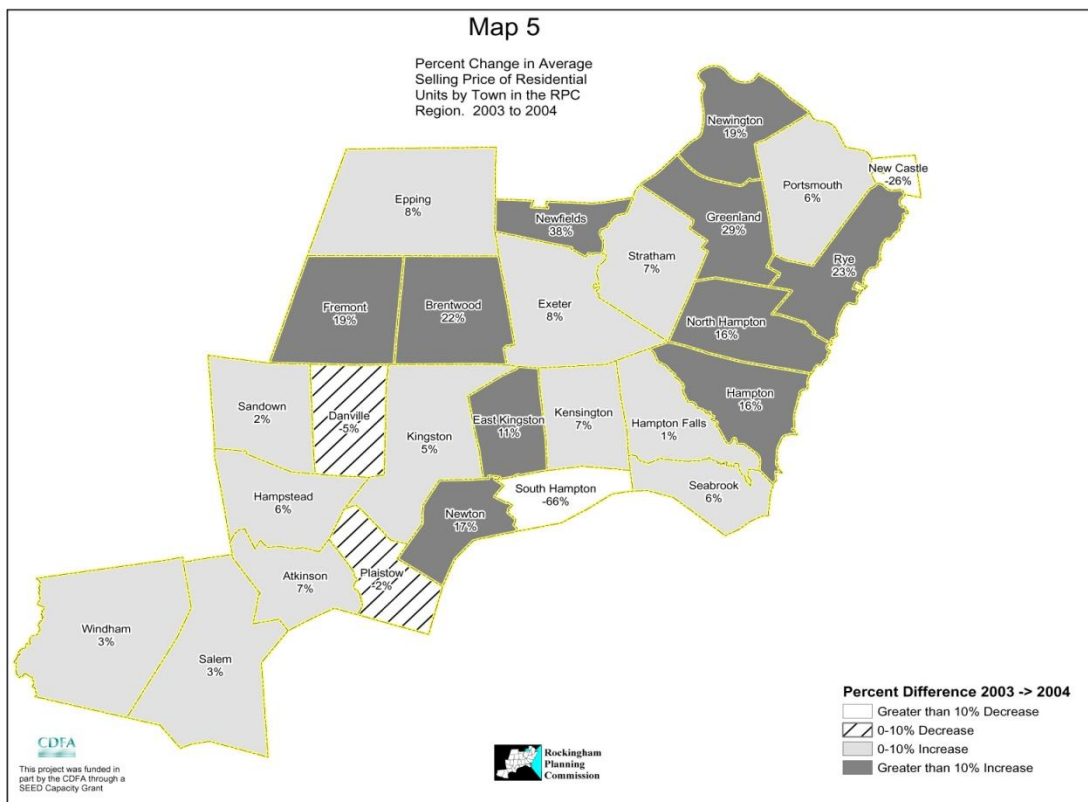 Map 5
Percent Change in Average
Selling Price of Residential
Units by Town in the RPC
Region. 2003 to 2004
Newington
19%
New Castle
-26%
Portsmouth
6%
Epping
8%
Greenland
29%
Newfields
38%
Rye
23%
Stratham
7%
Fremont
19%
Brentwood
22%
Exeter
8%
North Hampton
16%
Hampton
16%
Sandown
2%
Danville
-5%
Kingston
5%
East Kingston
11%
Kensington
7%
Hampton Falls
1%
Seabrook
6%
South Hampton
-66%
Hampstead
6%
Newton
17%
Atkinson
7%
Plaistow
-2%
Windham
3%
Salem
3%
Percent Difference 2003 -> 2004
Greater than 10% Decrease
0-10% Decrease
0-10% Increase
Greater than 10% Increase
CDFA
This project was funded in
part by the CDFA through a
SEED Capacity Grant
Rockingham
Planning
Commission